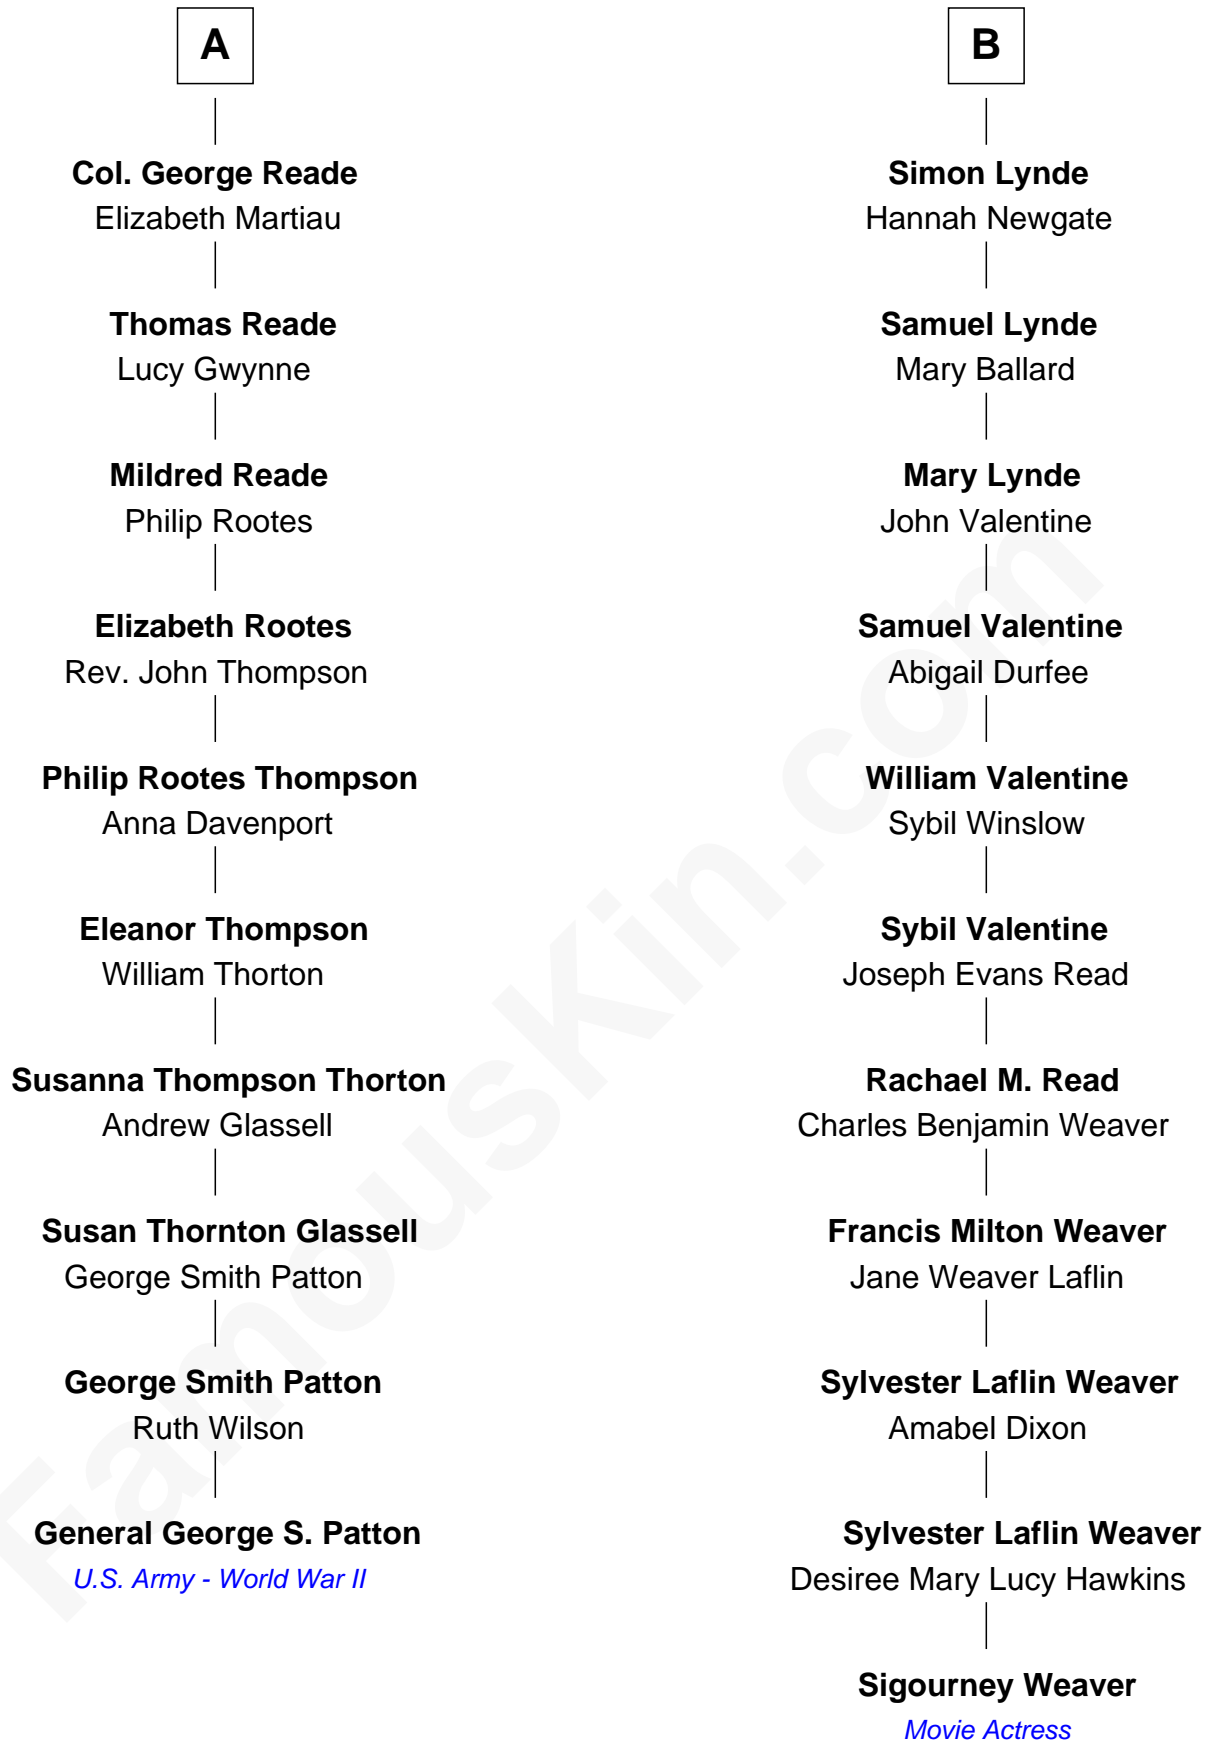 A
Col. George Reade
Elizabeth Martiau
Thomas Reade
Lucy Gwynne
Mildred Reade
Philip Rootes
Elizabeth Rootes
Rev. John Thompson
Philip Rootes Thompson
Anna Davenport
Eleanor Thompson
William Thorton
Susanna Thompson Thorton
Andrew Glassell
Susan Thornton Glassell
George Smith Patton
George Smith Patton
Ruth Wilson
General George S. Patton
U.S. Army - World War II
B
Simon Lynde
Hannah Newgate
Samuel Lynde
Mary Ballard
Mary Lynde
John Valentine
Samuel Valentine
Abigail Durfee
William Valentine
Sybil Winslow
Sybil Valentine
Joseph Evans Read
Rachael M. Read
Charles Benjamin Weaver
Francis Milton Weaver
Jane Weaver Laflin
Sylvester Laflin Weaver
Amabel Dixon
Sylvester Laflin Weaver
Desiree Mary Lucy Hawkins
Sigourney Weaver
Movie Actress
FamousKin.com